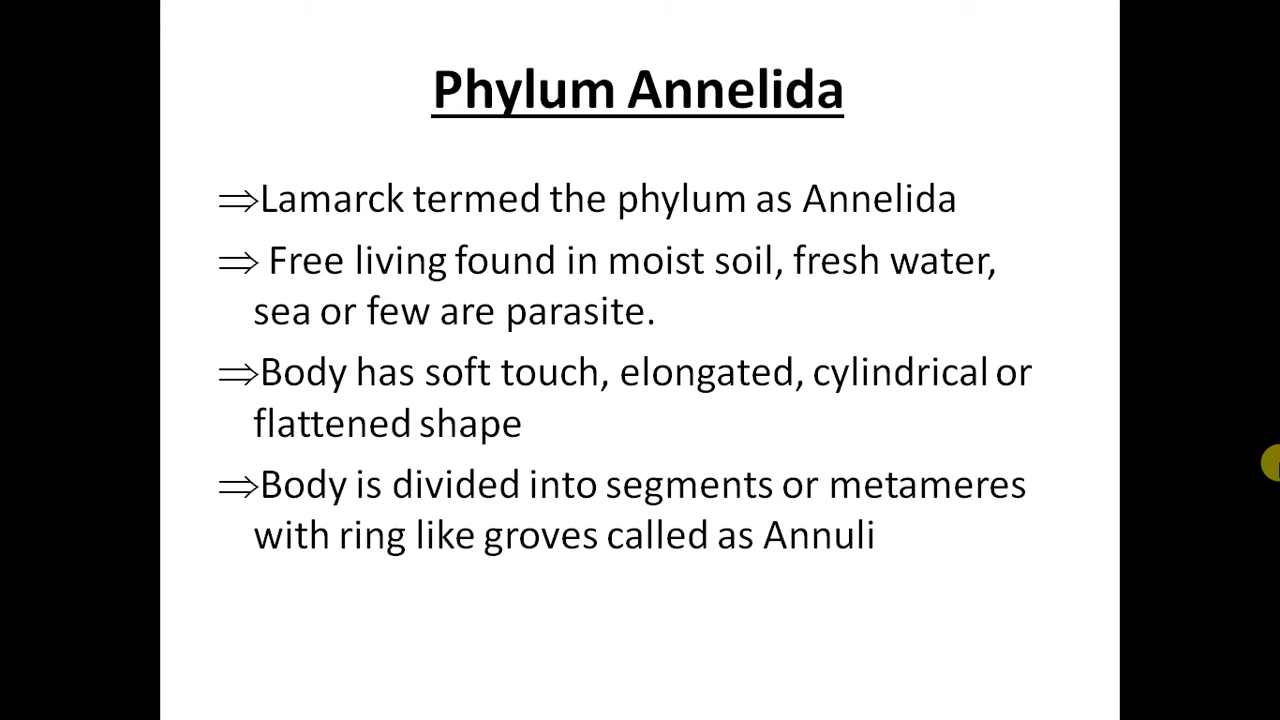 Phylum Annelida
⇒Lamarck termed the phylum as Annelida
⇒ Free living found in moist soil, fresh water,
sea or few are parasite.
⇒Body has soft touch, elongated, cylindrical or
flattened shape
⇒Body is divided into segments or metameres
with ring like groves called as Annuli